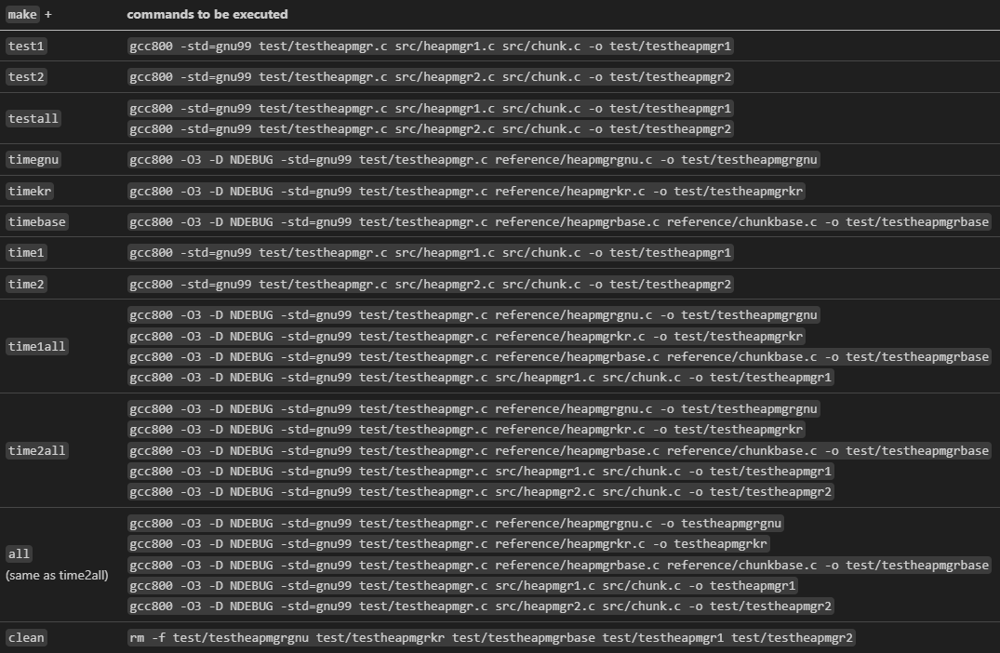 make + commands to be executed
test1 gcc800 -std=gnu99 test/testheapmgr.c src/heapmgr1.c src/chunk.c -o test/testheapmgr1
test2 gcc800 -std=gnu99 test/testheapmgr.c src/heapmgr2.c src/chunk.c -o test/testheapmgr2
testall
gcc800 -std=gnu99 test/testheapmgr.c src/heapmgr1.c src/chunk.c -o test/testheapmgr1
gcc800 -std=gnu99 test/testheapmgr.c src/heapmgr2.c src/chunk.c -o test/testheapmgr2
timegnu gcc800 -O3 -D NDEBUG -std=gnu99 test/testheapmgr.c reference/heapmgrgnu.c -o test/testheapmgrgnu
timekr gcc800 -O3 -D NDEBUG -std=gnu99 test/testheapmgr.c reference/heapmgrkr.c -o test/testheapmgrkr
timebase gcc800 -O3 -D NDEBUG -std=gnu99 test/testheapmgr.c reference/heapmgrbase.c reference/chunkbase.c -o test/testheapmgrbase
time1 gcc800 -std=gnu99 test/testheapmgr.c src/heapmgr1.c src/chunk.c -o test/testheapmgr1
time2 gcc800 -std=gnu99 test/testheapmgr.c src/heapmgr2.c src/chunk.c -o test/testheapmgr2
time1all
gcc800 -O3 -D NDEBUG -std=gnu99 test/testheapmgr.c reference/heapmgrgnu.c -o test/testheapmgrgnu
gcc800 -O3 -D NDEBUG -std=gnu99 test/testheapmgr.c reference/heapmgrkr.c -o test/testheapmgrkr
gcc800 -O3 -D NDEBUG -std=gnu99 test/testheapmgr.c reference/heapmgrbase.c reference/chunkbase.c -o test/testheapmgrbase
gcc800 -O3 -D NDEBUG -std=gnu99 test/testheapmgr.c src/heapmgr1.c src/chunk.c -o test/testheapmgr1
time2all
gcc800 -O3 -D NDEBUG -std=gnu99 test/testheapmgr.c reference/heapmgrgnu.c -o test/testheapmgrgnu
gcc800 -O3 -D NDEBUG -std=gnu99 test/testheapmgr.c reference/heapmgrkr.c -o test/testheapmgrkr
gcc800 -O3 -D NDEBUG -std=gnu99 test/testheapmgr.c reference/heapmgrbase.c reference/chunkbase.c -o test/testheapmgrbase
gcc800 -O3 -D NDEBUG -std=gnu99 test/testheapmgr.c src/heapmgr1.c src/chunk.c -o test/testheapmgr1
gcc800 -O3 -D NDEBUG -std=gnu99 test/testheapmgr.c src/heapmgr2.c src/chunk.c -o test/testheapmgr2
all
(same as time2all)
gcc800 -O3 -D NDEBUG -std=gnu99 test/testheapmgr.c reference/heapmgrgnu.c -o testheapmgrgnu
gcc800 -O3 -D NDEBUG -std=gnu99 test/testheapmgr.c reference/heapmgrkr.c -o testheapmgrkr
gcc800 -O3 -D NDEBUG -std=gnu99 test/testheapmgr.c reference/heapmgrbase.c reference/chunkbase.c -o test/testheapmgrbase
gcc800 -O3 -D NDEBUG -std=gnu99 test/testheapmgr.c src/heapmgr1.c src/chunk.c -o testheapmgr1
gcc800 -O3 -D NDEBUG -std=gnu99 test/testheapmgr.c src/heapmgr2.c src/chunk.c -o test/testheapmgr2
clean rm -f test/testheapmgrgnu test/testheapmgrkr test/testheapmgrbase test/testheapmgr1 test/testheapmgr2